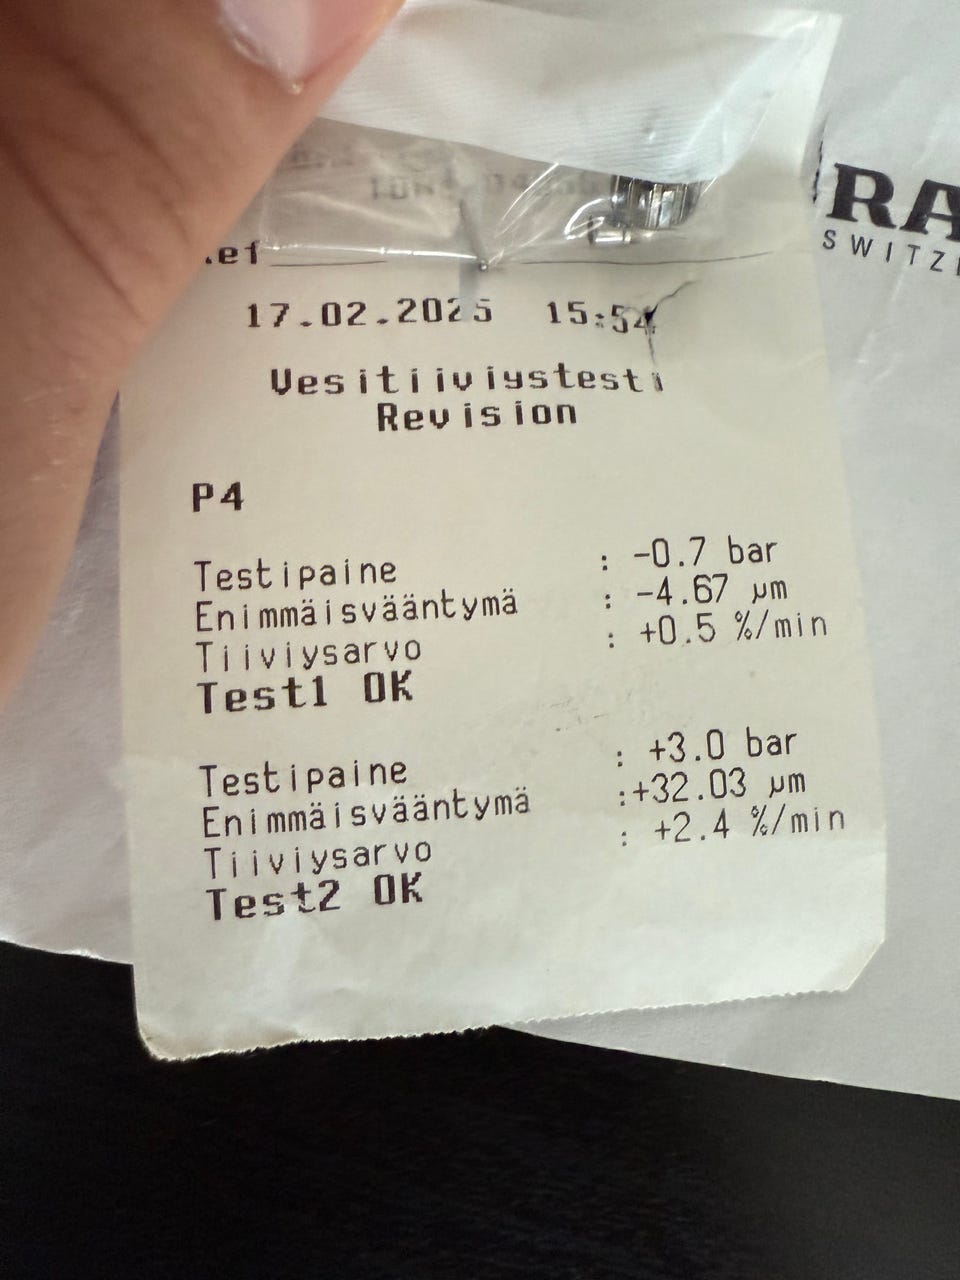 17.02.2025 15:54
Vesitiiviystesti
Revision
P4
Testipaine : -0.7 bar
Enimmäisvääntymä : -4.67 µm
Tiiviysarvo : +0.5 %/min
Test1 OK
Testipaine : +3.0 bar
Enimmäisvääntymä :+32.03 µm
Tiiviysarvo : +2.4 %/min
Test2 OK